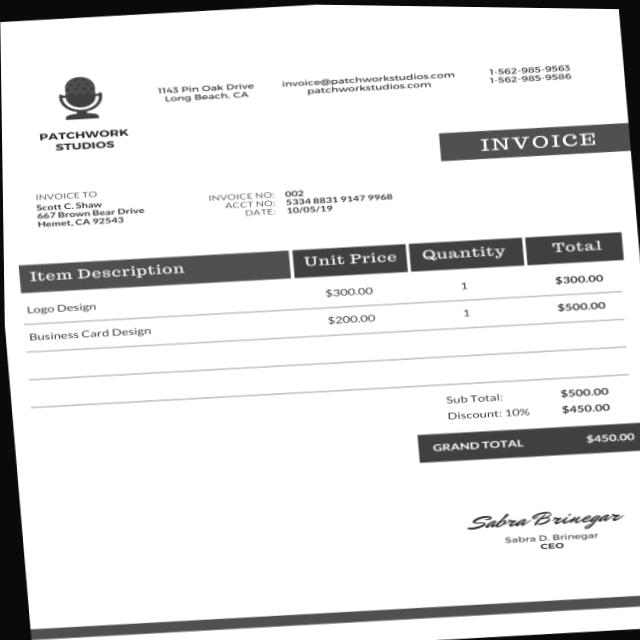 1143 Pin Oak Drive
Long Beach, CA
invoice@patchworkstudios.com
patchworkstudios.com
1-562-985-9563
1-562-985-9586
PATCHWORK
STUDIOS
INVOICE
INVOICE TO
Scott C. Shaw
667 Brown Bear Drive
Hemet, CA 92543
INVOICE NO: 002
ACCT NO: 5334 8831 9147 9968
DATE: 10/05/19
Item Description Unit Price Quantity Total
Logo Design $300.00 1 $300.00
Business Card Design $200.00 1 $500.00
Sub Total: $500.00
Discount: 10% $450.00
GRAND TOTAL $450.00
Sabra Brinegar
Sabra D. Brinegar
CEO